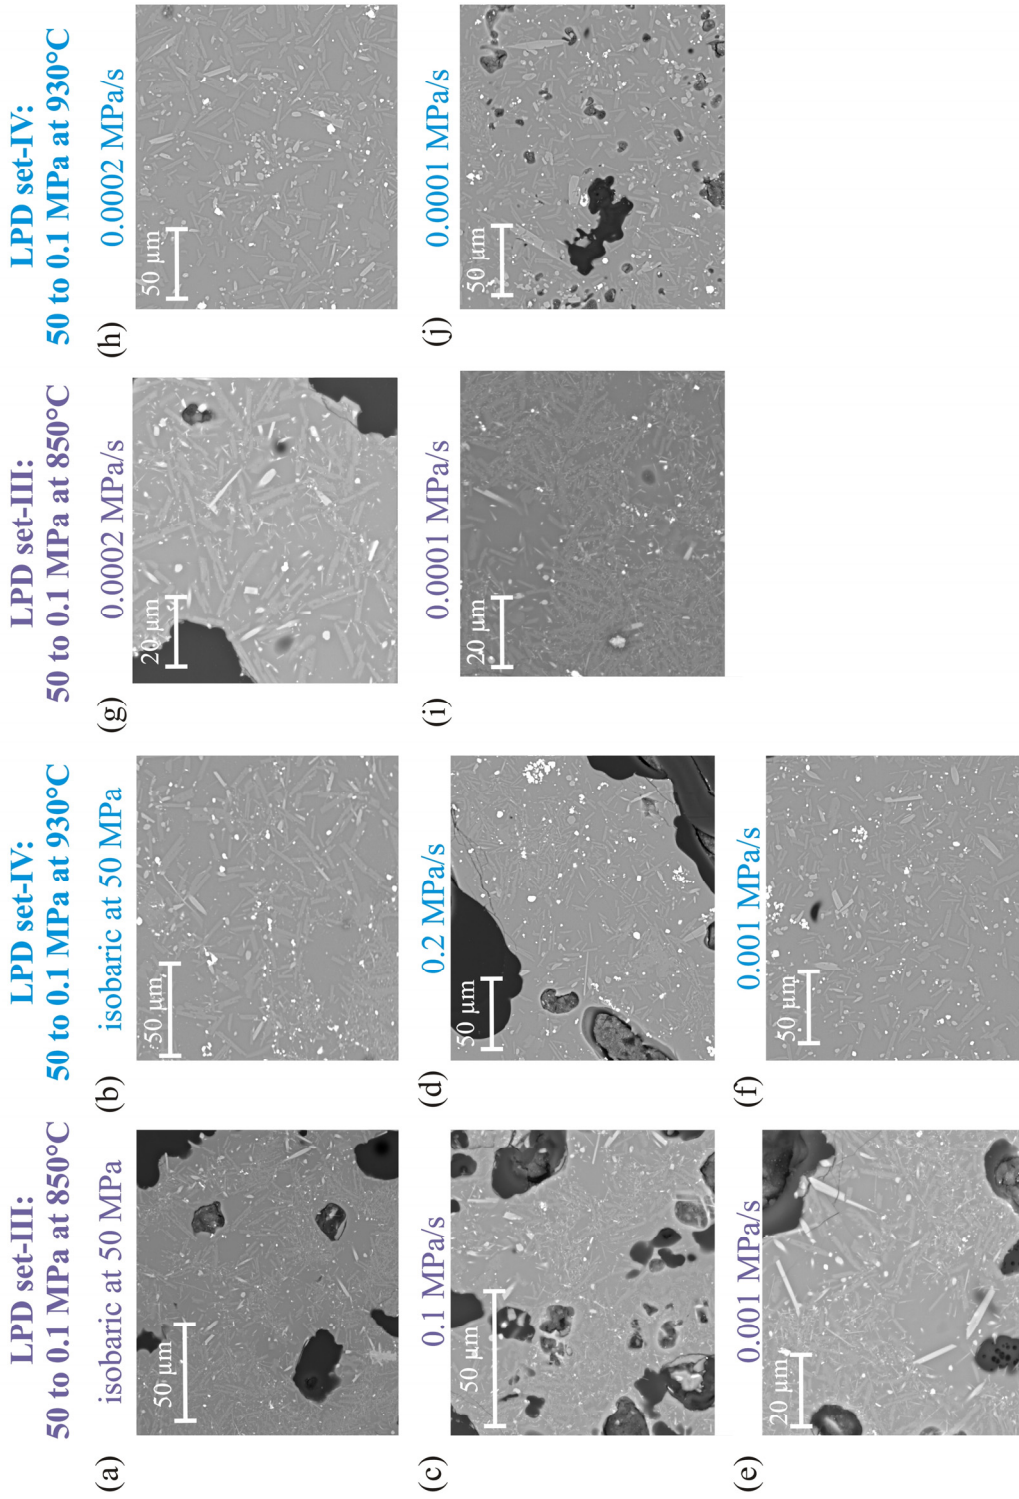 LPD set-III:
50 to 0.1 MPa at 850°C
LPD set-IV:
50 to 0.1 MPa at 930°C
LPD set-III:
50 to 0.1 MPa at 850°C
LPD set-IV:
50 to 0.1 MPa at 930°C
(a)
isobaric at 50 MPa
50 µm
(b)
isobaric at 50 MPa
50 µm
(g)
0.0002 MPa/s
20 µm
(h)
0.0002 MPa/s
50 µm
(c)
0.1 MPa/s
50 µm
(d)
0.2 MPa/s
50 µm
(i)
0.0001 MPa/s
20 µm
(j)
0.0001 MPa/s
50 µm
(e)
0.001 MPa/s
20 µm
(f)
0.001 MPa/s
50 µm